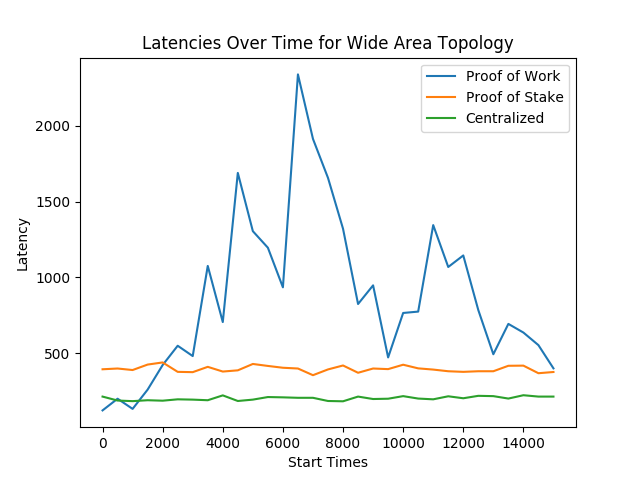 Latencies Over Time for Wide Area Topology
Proof of Work
Proof of Stake
Centralized
Latency
2000
1500
1000
500
0 2000 4000 6000 8000 10000 12000 14000
Start Times